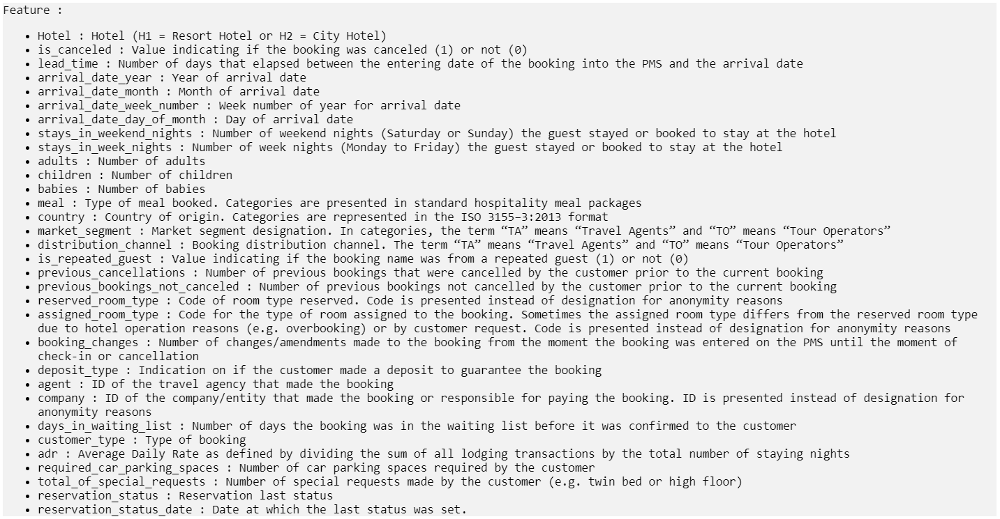 Feature :
• Hotel : Hotel (H1 = Resort Hotel or H2 = City Hotel)
• is_canceled : Value indicating if the booking was canceled (1) or not (0)
• lead_time : Number of days that elapsed between the entering date of the booking into the PMS and the arrival date
• arrival_date_year : Year of arrival date
• arrival_date_month : Month of arrival date
• arrival_date_week_number : Week number of year for arrival date
• arrival_date_day_of_month : Day of arrival date
• stays_in_weekend_nights : Number of weekend nights (Saturday or Sunday) the guest stayed or booked to stay at the hotel
• stays_in_week_nights : Number of week nights (Monday to Friday) the guest stayed or booked to stay at the hotel
• adults : Number of adults
• children : Number of children
• babies : Number of babies
• meal : Type of meal booked. Categories are presented in standard hospitality meal packages
• country : Country of origin. Categories are represented in the ISO 3155–3:2013 format
• market_segment : Market segment designation. In categories, the term “TA” means “Travel Agents” and “TO” means “Tour Operators”
• distribution_channel : Booking distribution channel. The term “TA” means “Travel Agents” and “TO” means “Tour Operators”
• is_repeated_guest : Value indicating if the booking name was from a repeated guest (1) or not (0)
• previous_cancellations : Number of previous bookings that were cancelled by the customer prior to the current booking
• previous_bookings_not_canceled : Number of previous bookings not cancelled by the customer prior to the current booking
• reserved_room_type : Code of room type reserved. Code is presented instead of designation for anonymity reasons
• assigned_room_type : Code for the type of room assigned to the booking. Sometimes the assigned room type differs from the reserved room type
due to hotel operation reasons (e.g. overbooking) or by customer request. Code is presented instead of designation for anonymity reasons
• booking_changes : Number of changes/amendments made to the booking from the moment the booking was entered on the PMS until the moment of
check-in or cancellation
• deposit_type : Indication on if the customer made a deposit to guarantee the booking
• agent : ID of the travel agency that made the booking
• company : ID of the company/entity that made the booking or responsible for paying the booking. ID is presented instead of designation for
anonymity reasons
• days_in_waiting_list : Number of days the booking was in the waiting list before it was confirmed to the customer
• customer_type : Type of booking
• adr : Average Daily Rate as defined by dividing the sum of all lodging transactions by the total number of staying nights
• required_car_parking_spaces : Number of car parking spaces required by the customer
• total_of_special_requests : Number of special requests made by the customer (e.g. twin bed or high floor)
• reservation_status : Reservation last status
• reservation_status_date : Date at which the last status was set.